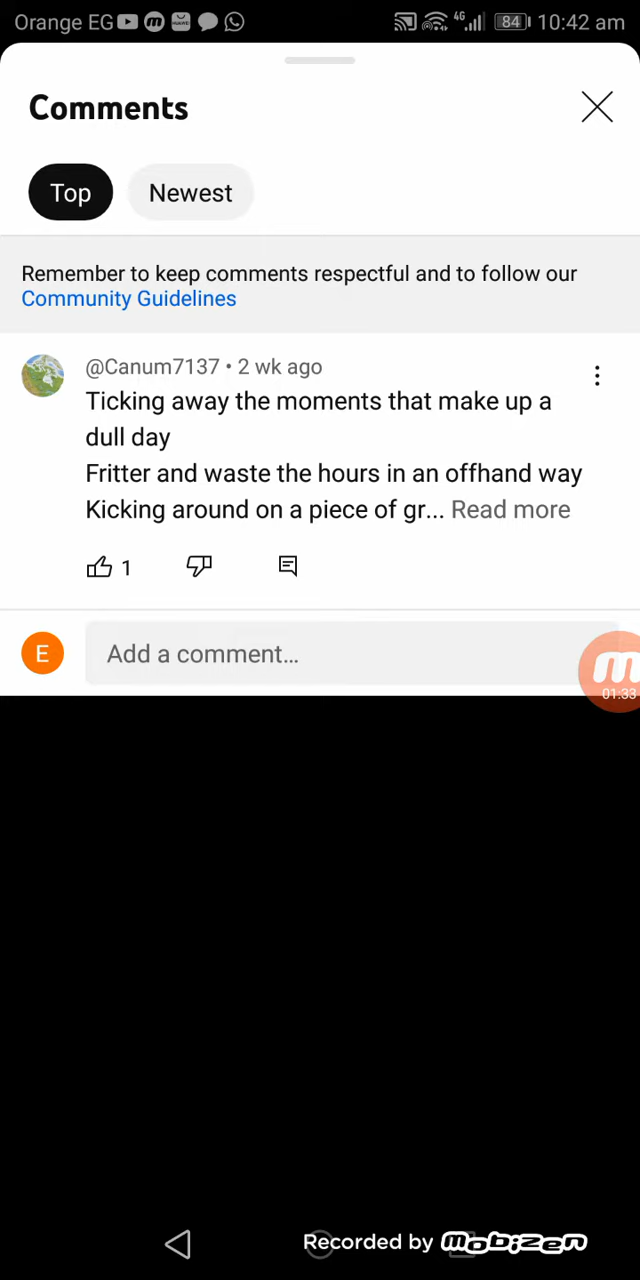 Orange EG 4G 84 10:42 am
Comments
Top Newest
Remember to keep comments respectful and to follow our
Community Guidelines
@Canum7137 • 2 wk ago
Ticking away the moments that make up a
dull day
Fritter and waste the hours in an offhand way
Kicking around on a piece of gr... Read more
1
E Add a comment...
01:33
Recorded by mobizen